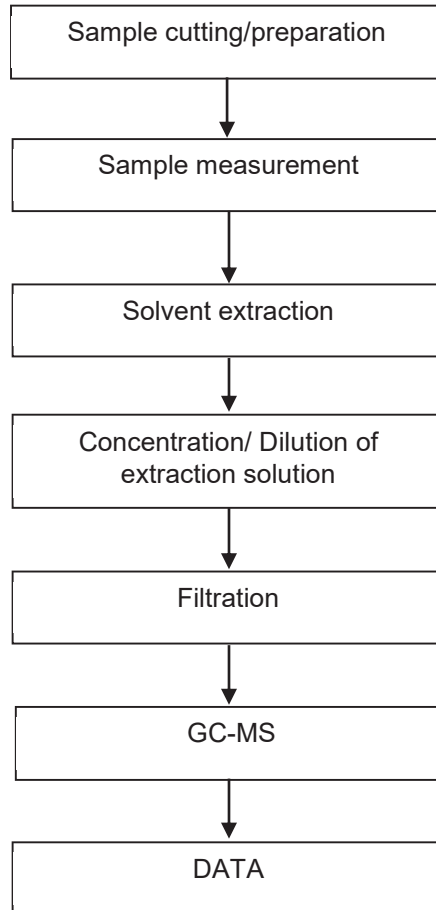 Sample cutting/preparation
Sample measurement
Solvent extraction
Concentration/ Dilution of
extraction solution
Filtration
GC-MS
DATA